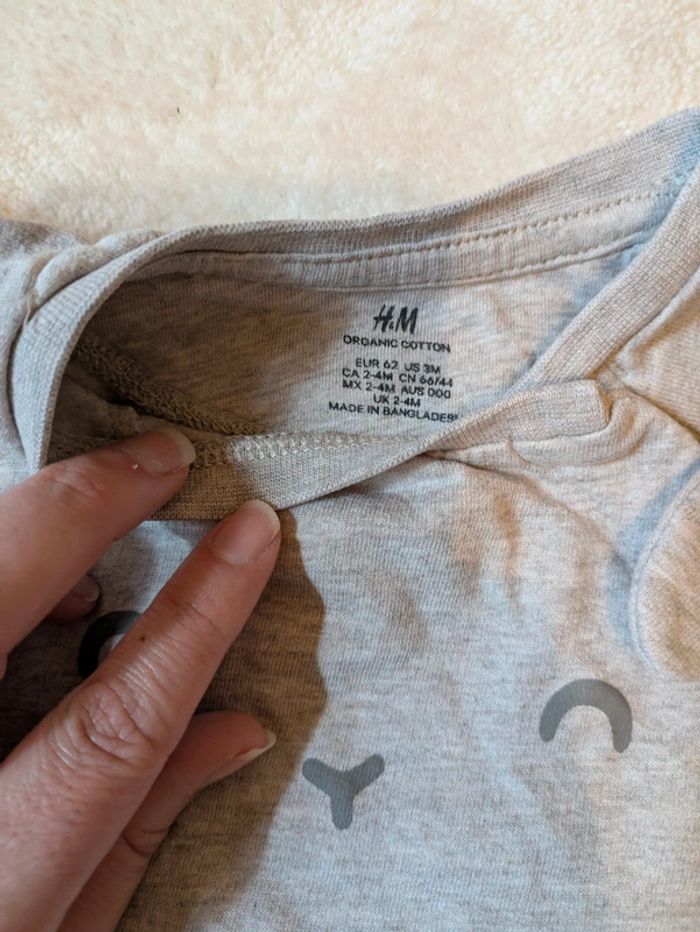 H&M
ORGANIC COTTON
EUR 62 US 3M
CA 2-4M CN 66/44
MX 2-4M AUS 000
UK 2-4M
MADE IN BANGLADESH